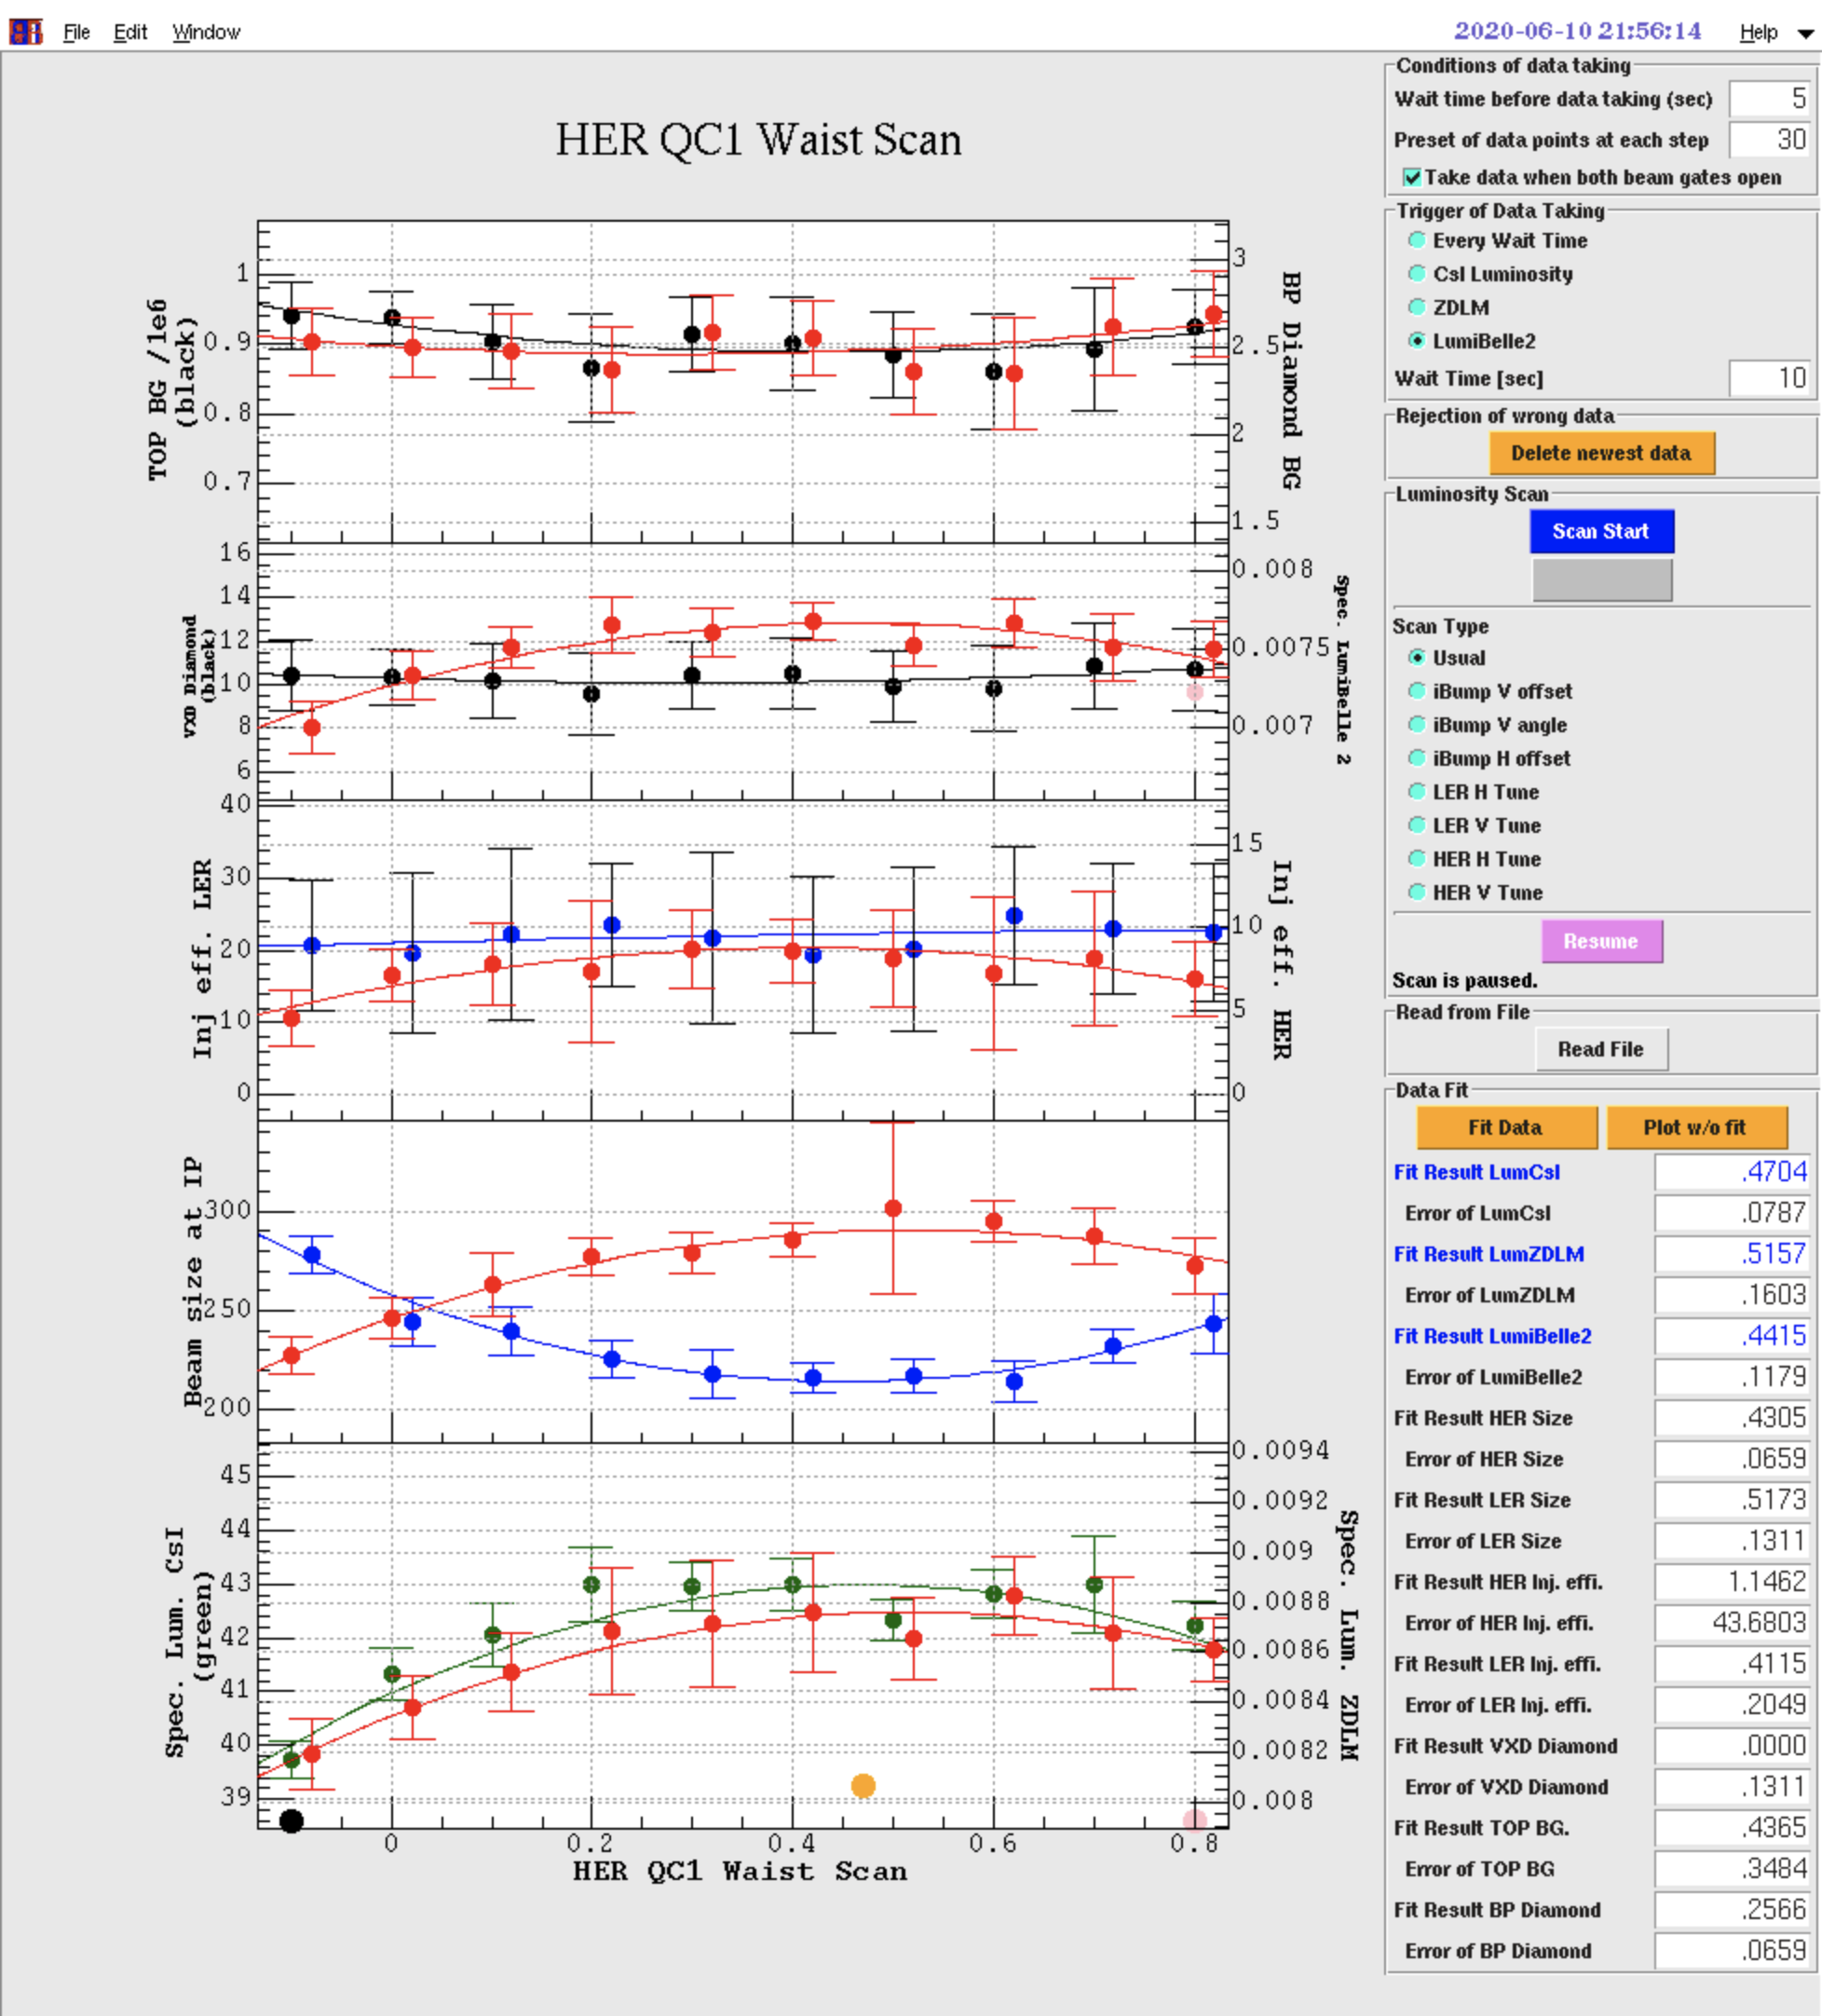 File Edit Window 2020-06-10 21:56:14 Help
HER QC1 Waist Scan
TOP BG /1e6
(black)
1
0.9
0.8
0.7
3
2.5
2
1.5
BP Diamond BG
VXD Diamond
(black)
16
14
12
10
8
6
0.008
0.0075
0.007
Spec. LumiBelle 2
Inj eff. LER
40
30
20
10
0
15
10
5
0
Inj eff. HER
Beam size at IP
300
250
200
Spec. Lum. CsI
(green)
45
44
43
42
41
40
39
0.0094
0.0092
0.009
0.0088
0.0086
0.0084
0.0082
0.008
Spec. Lum. ZDLM
0 0.2 0.4 0.6 0.8
HER QC1 Waist Scan
Conditions of data taking
Wait time before data taking (sec) 5
Preset of data points at each step 30
Take data when both beam gates open
Trigger of Data Taking
Every Wait Time
CsI Luminosity
ZDLM
LumiBelle2
Wait Time [sec] 10
Rejection of wrong data
Delete newest data
Luminosity Scan
Scan Start
Scan Type
Usual
iBump V offset
iBump V angle
iBump H offset
LER H Tune
LER V Tune
HER H Tune
HER V Tune
Resume
Scan is paused.
Read from File
Read File
Data Fit
Fit Data Plot w/o fit
Fit Result LumCsI .4704
Error of LumCsI .0787
Fit Result LumZDLM .5157
Error of LumZDLM .1603
Fit Result LumiBelle2 .4415
Error of LumiBelle2 .1179
Fit Result HER Size .4305
Error of HER Size .0659
Fit Result LER Size .5173
Error of LER Size .1311
Fit Result HER Inj. effi. 1.1462
Error of HER Inj. effi. 43.6803
Fit Result LER Inj. effi. .4115
Error of LER Inj. effi. .2049
Fit Result VXD Diamond .0000
Error of VXD Diamond .1311
Fit Result TOP BG. .4365
Error of TOP BG .3484
Fit Result BP Diamond .2566
Error of BP Diamond .0659